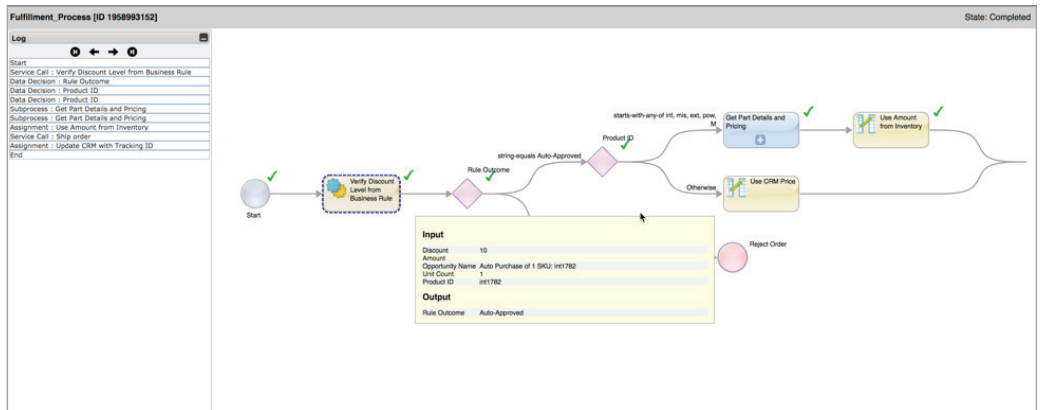 Fulfillment_Process [ID 1958993152]
State: Completed
Log
Start
Service Call : Verify Discount Level from Business Rule
Data Decision : Rule Outcome
Data Decision : Product ID
Data Decision : Product ID
Subprocess : Get Part Details and Pricing
Subprocess : Get Part Details and Pricing
Assignment : Use Amount from Inventory
Service Call : Ship order
Assignment : Update CRM with Tracking ID
End
starts-with-any-of int, mis, ext, pow,
M
Get Part Details and
Pricing
Use Amount
from Inventory
Product ID
string-equals Auto-Approved
Rule Outcome
Verify Discount
Level from
Business Rule
Otherwise
Use CRM Price
Start
Reject Order
Input
Discount 10
Amount
Opportunity Name Auto Purchase of 1 SKU: int1782
Unit Count 1
Product ID int1782
Output
Rule Outcome Auto-Approved